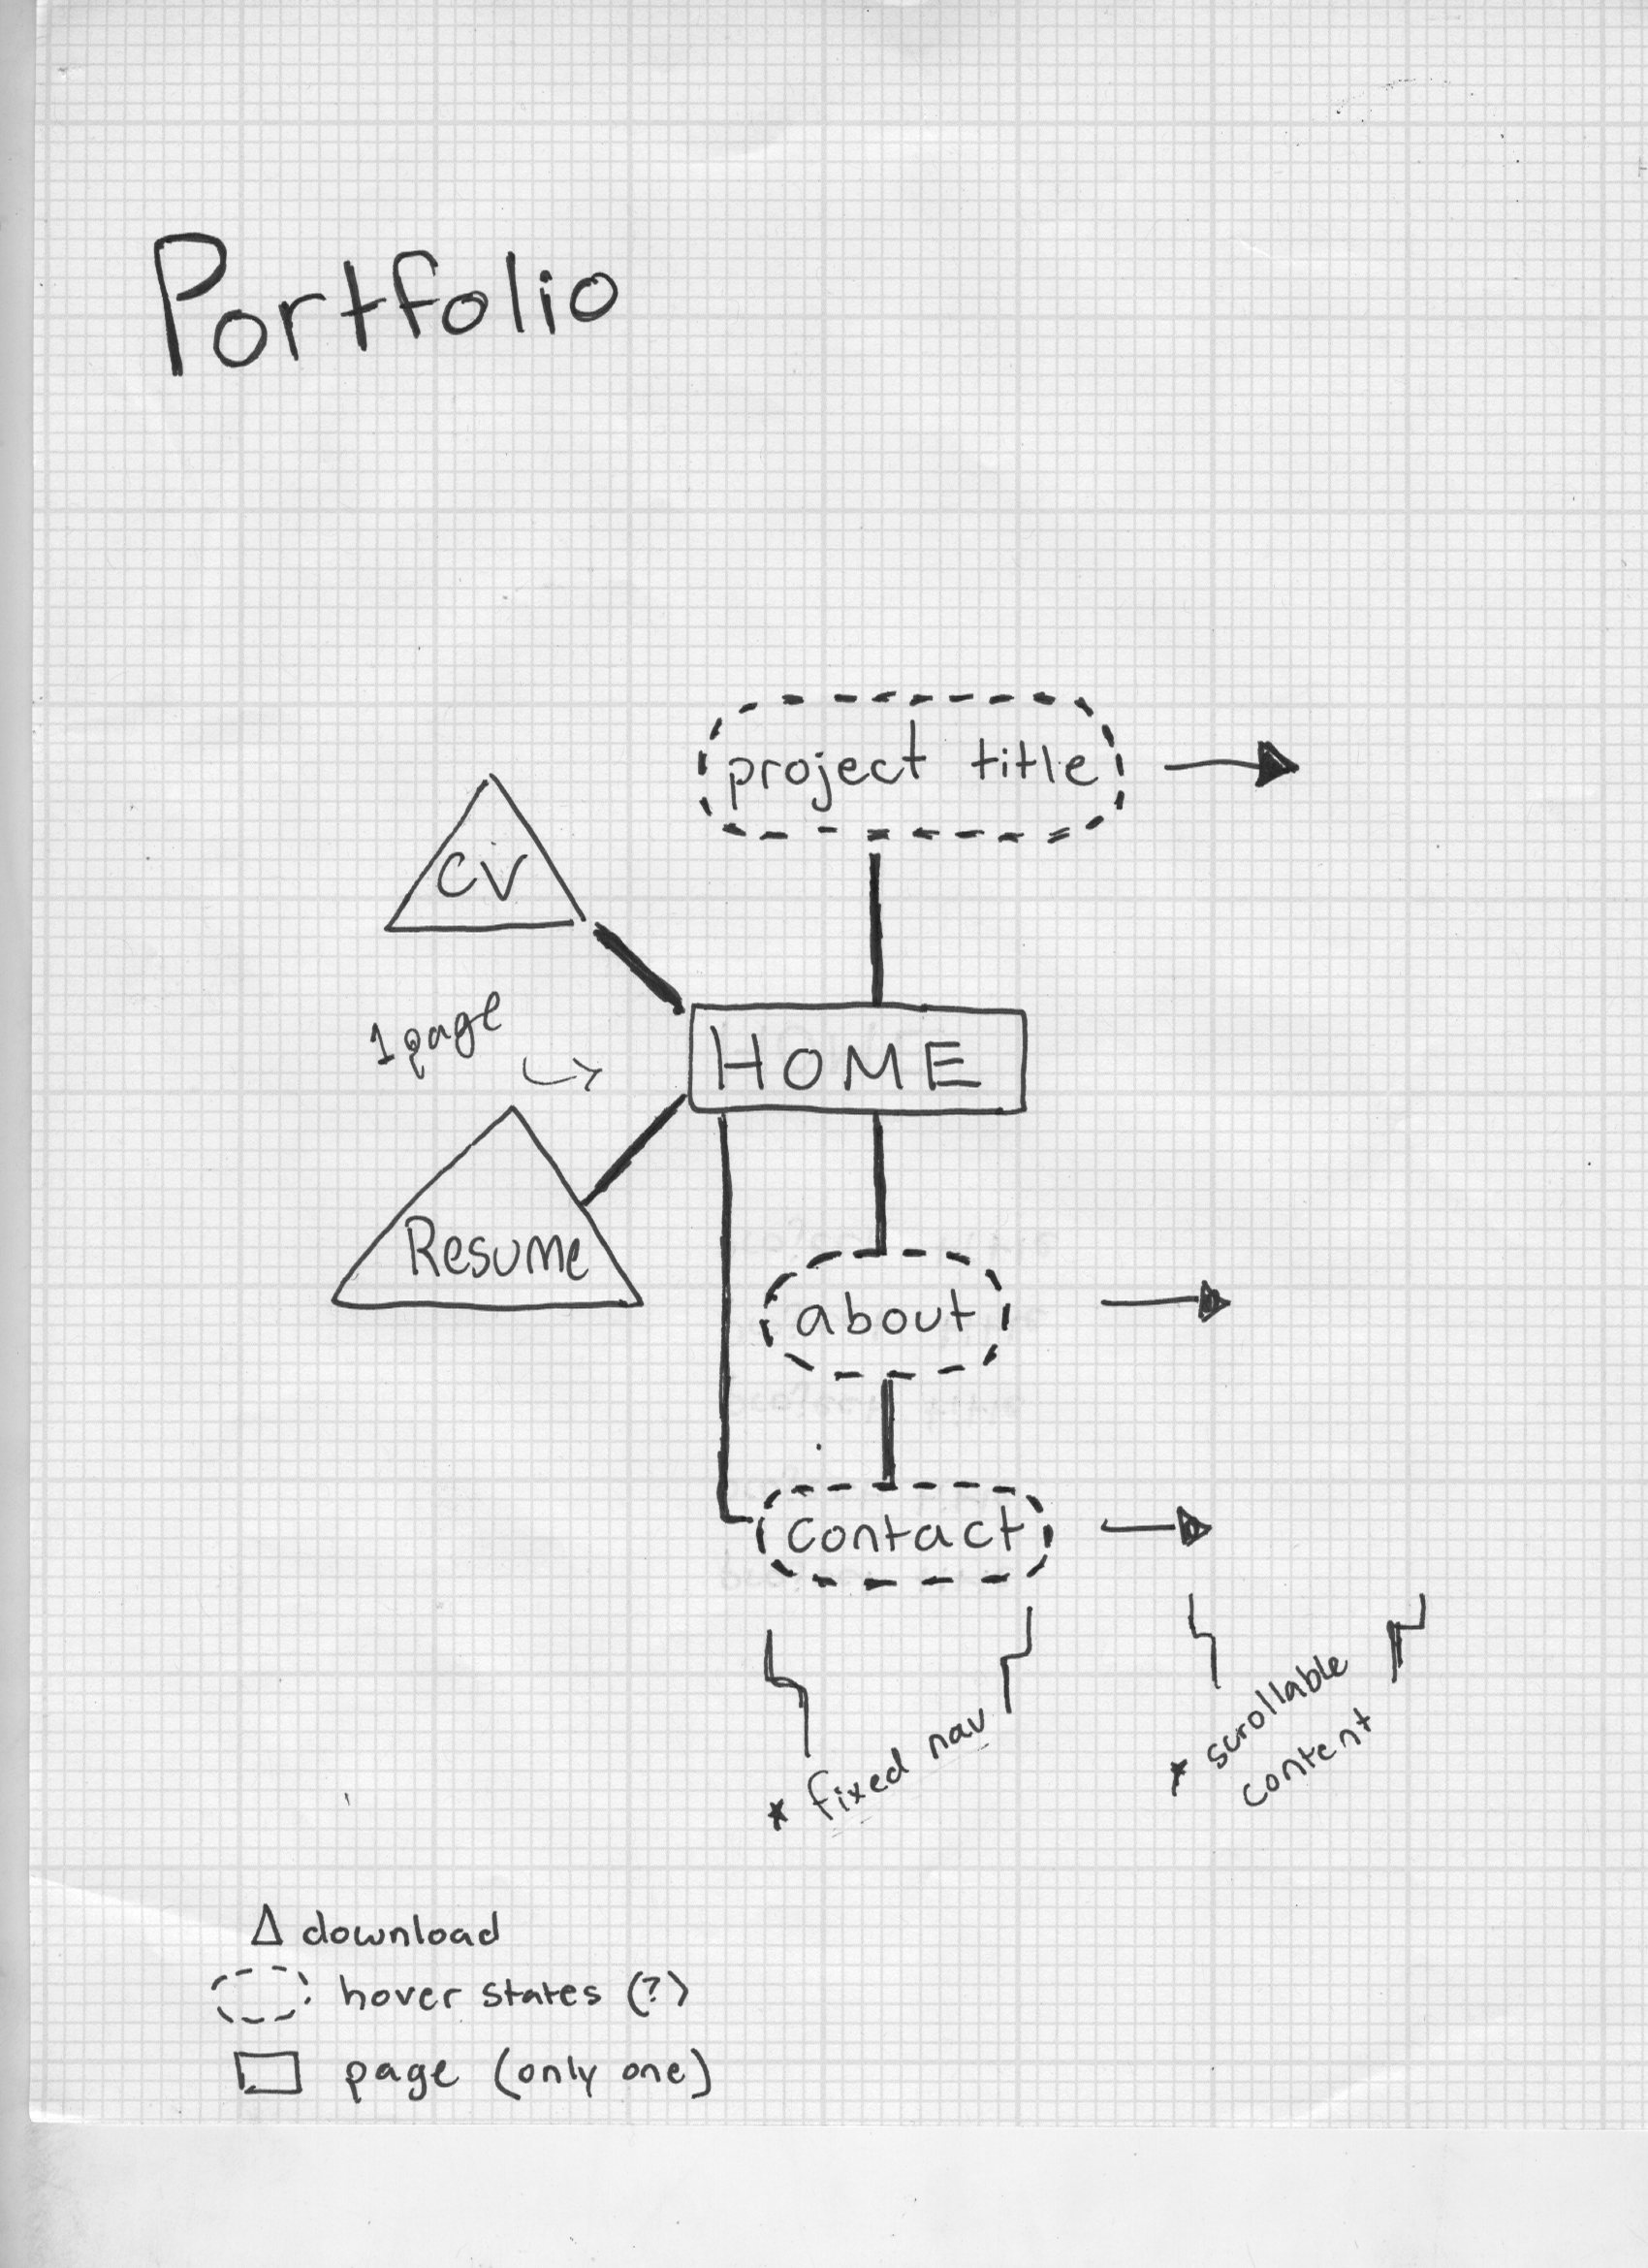 Portfolio
project title
CV
1 page
HOME
Resume
about
contact
* fixed nav
* scrollable
content
Δ download
hover states (?)
page (only one)